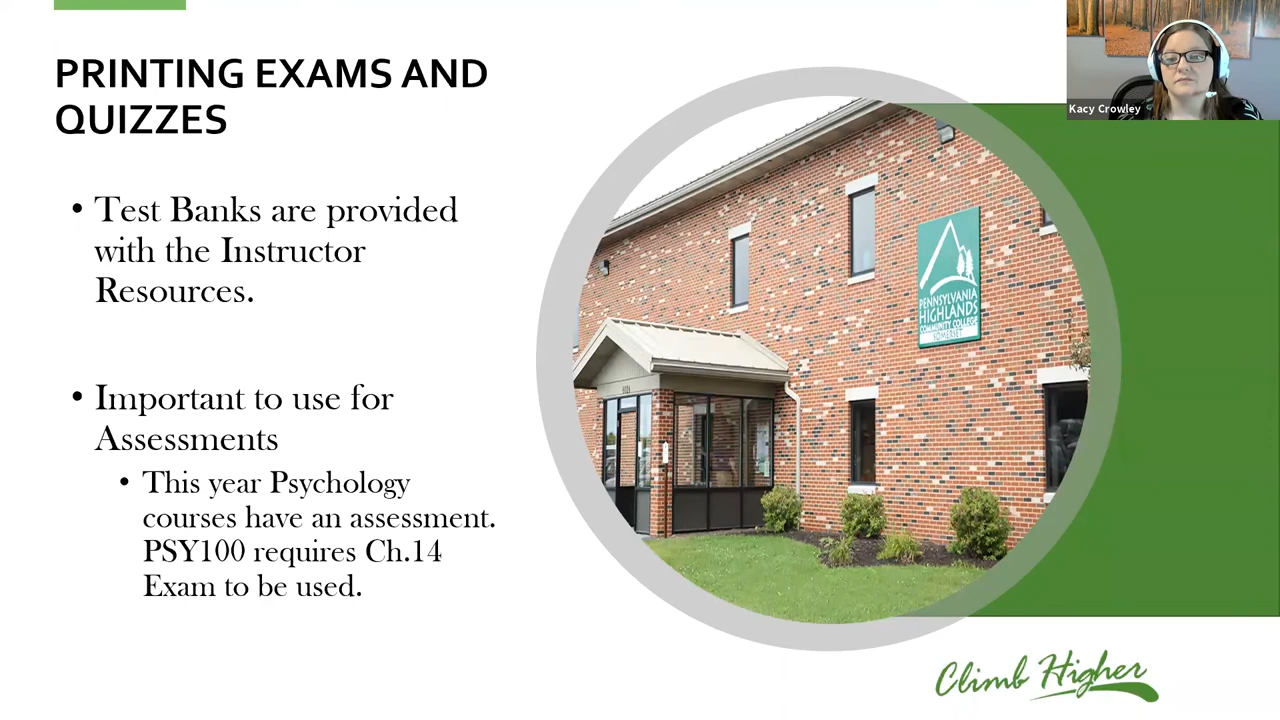 PRINTING EXAMS AND
QUIZZES
• Test Banks are provided
with the Instructor
Resources.
• Important to use for
Assessments
• This year Psychology
courses have an assessment.
PSY100 requires Ch.14
Exam to be used.
Kacy Crowley
PENNSYLVANIA
HIGHLANDS
COMMUNITY COLLEGE
SOMERSET
Climb Higher